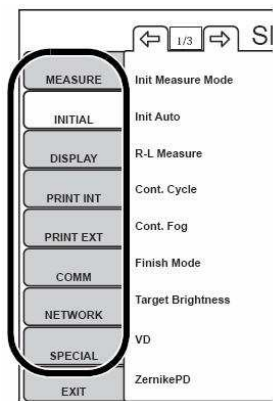 1/3
MEASURE
INITIAL
DISPLAY
PRINT INT
PRINT EXT
COMM
NETWORK
SPECIAL
EXIT
Init Measure Mode
Init Auto
R-L Measure
Cont. Cycle
Cont. Fog
Finish Mode
Target Brightness
VD
ZernikePD